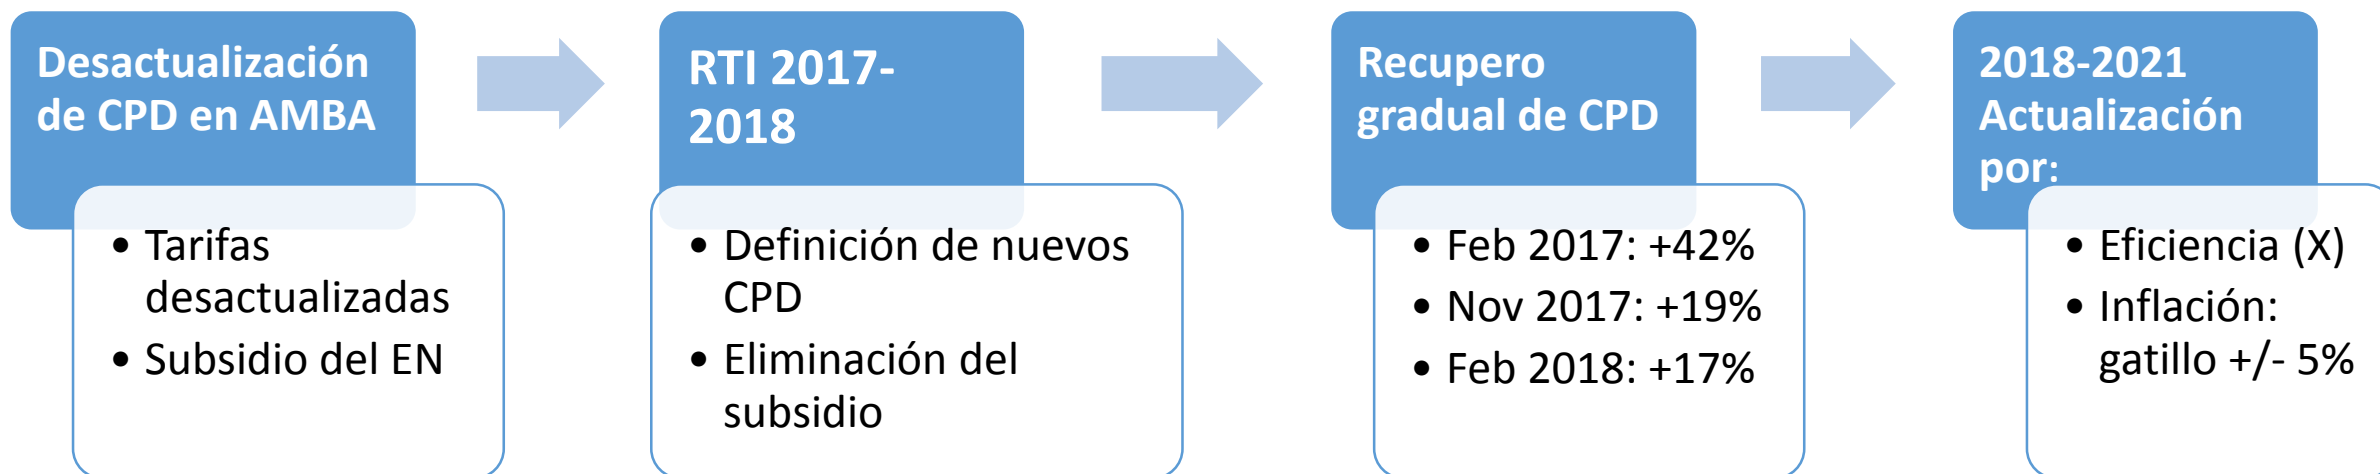 Desactualización
de CPD en AMBA
• Tarifas
desactualizadas
• Subsidio del EN
RTI 2017-
2018
• Definición de nuevos
CPD
• Eliminación del
subsidio
Recupero
gradual de CPD
• Feb 2017: +42%
• Nov 2017: +19%
• Feb 2018: +17%
2018-2021
Actualización
por:
• Eficiencia (X)
• Inflación:
gatillo +/- 5%